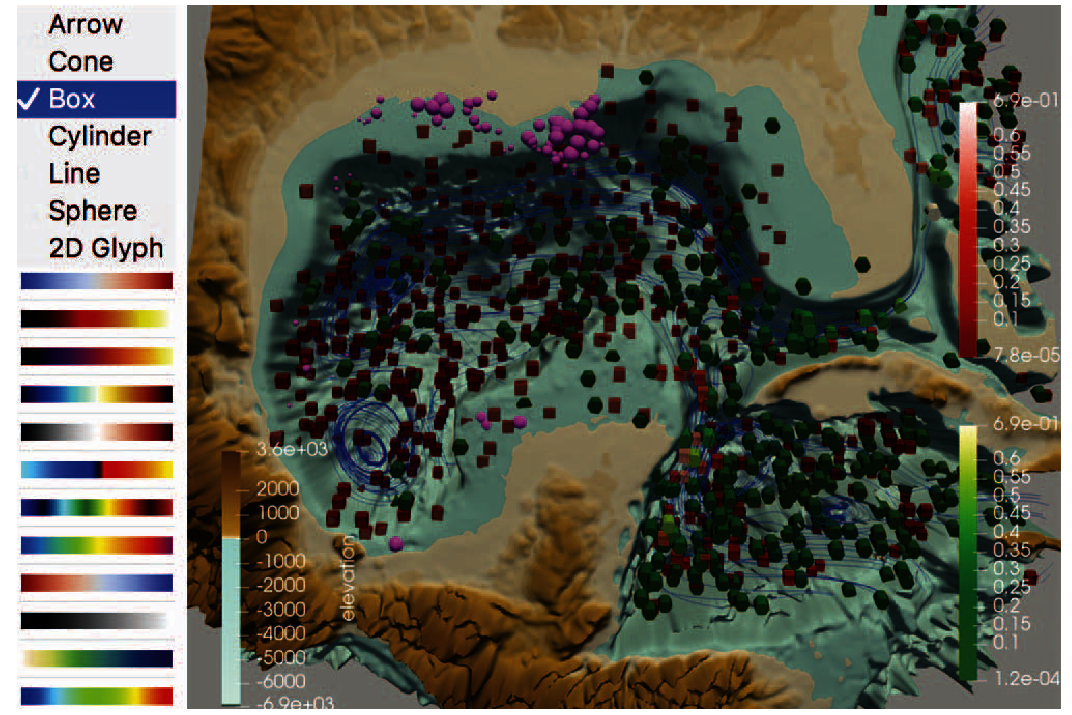 Arrow
Cone
✓ Box
Cylinder
Line
Sphere
2D Glyph
6.9e-01
0.6
0.55
0.5
0.45
0.4
0.35
0.3
0.25
0.2
0.15
0.1
7.8e-05
3.6e+03
2000
1000
0
-1000
-2000
-3000
-4000
-5000
-6000
-6.9e+03
elevation
6.9e-01
0.6
0.55
0.5
0.45
0.4
0.35
0.3
0.25
0.2
0.15
0.1
1.2e-04